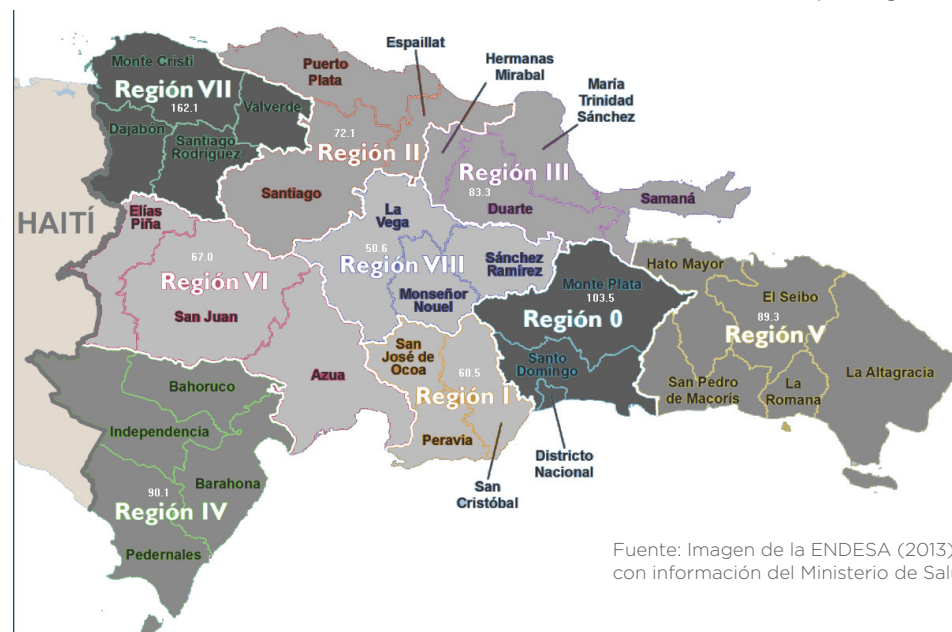 Espaillat
Hermanas
Mirabal
María
Trinidad
Sánchez
Monte Cristi
Puerto
Plata
Región VII
162.1
Valverde
Dajabón
Santiago
Rodríguez
72.1
Región II
Región III
83.3
Santiago
Duarte
Samaná
HAITÍ
Elías
Piña
La
Vega
67.0
50.6
Región VIII
Sánchez
Ramírez
Hato Mayor
Región VI
Monseñor
Nouel
Monte Plata
103.5
El Seibo
89.3
San Juan
Región 0
Región V
San
José de
Ocoa
60.5
Santo
Domingo
Azua
Bahoruco
Región I
San Pedro
de Macorís
La
Romana
La Altagracia
Independencia
Peravia
Barahona
Districto
Nacional
90.1
Región IV
San
Cristóbal
Pedernales
Fuente: Imagen de la ENDESA (2013)
con información del Ministerio de Sal